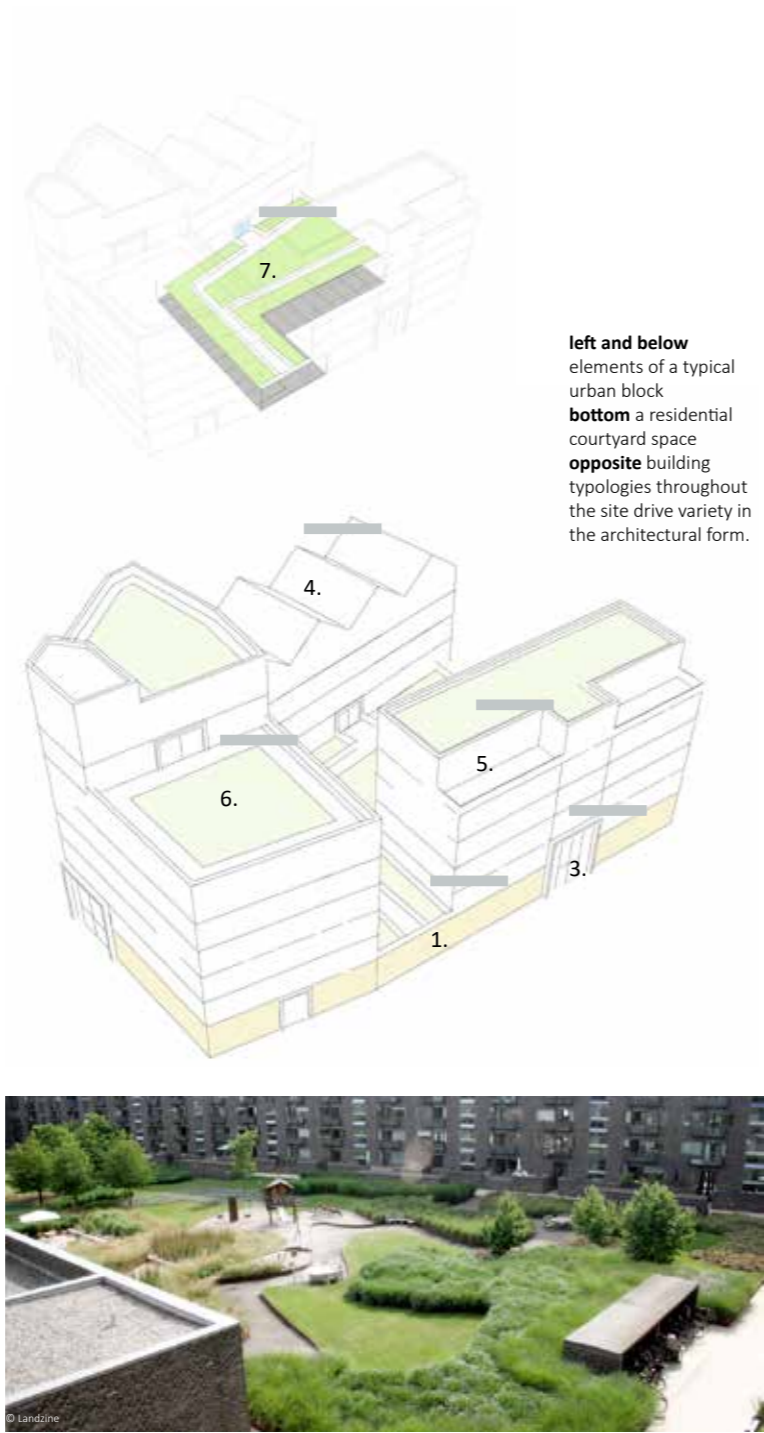 7.
left and below
elements of a typical
urban block
bottom a residential
courtyard space
opposite building
typologies throughout
the site drive variety in
the architectural form.
4.
5.
6.
3.
1.
© Landzine